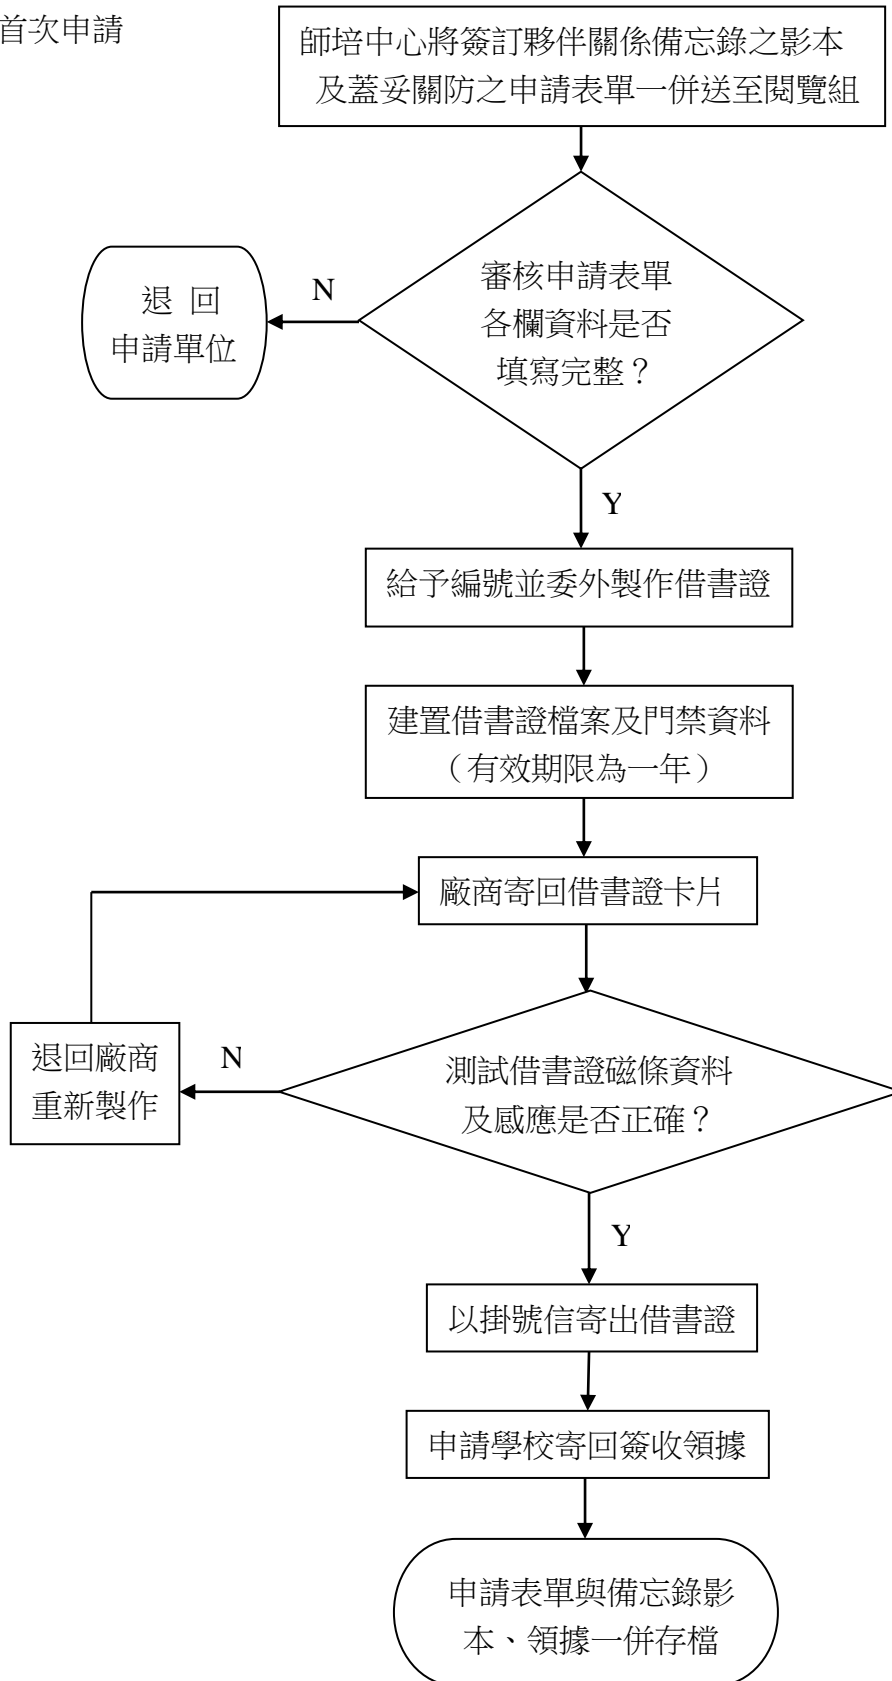 首次申請
師培中心將簽訂夥伴關係備忘錄之影本
及蓋妥關防之申請表單一併送至閱覽組
審核申請表單
各欄資料是否
填寫完整？
N
退 回
申請單位
Y
給予編號並委外製作借書證
建置借書證檔案及門禁資料
（有效期限為一年）
廠商寄回借書證卡片
測試借書證磁條資料
及感應是否正確？
N
退回廠商
重新製作
Y
以掛號信寄出借書證
申請學校寄回簽收領據
申請表單與備忘錄影
本、領據一併存檔